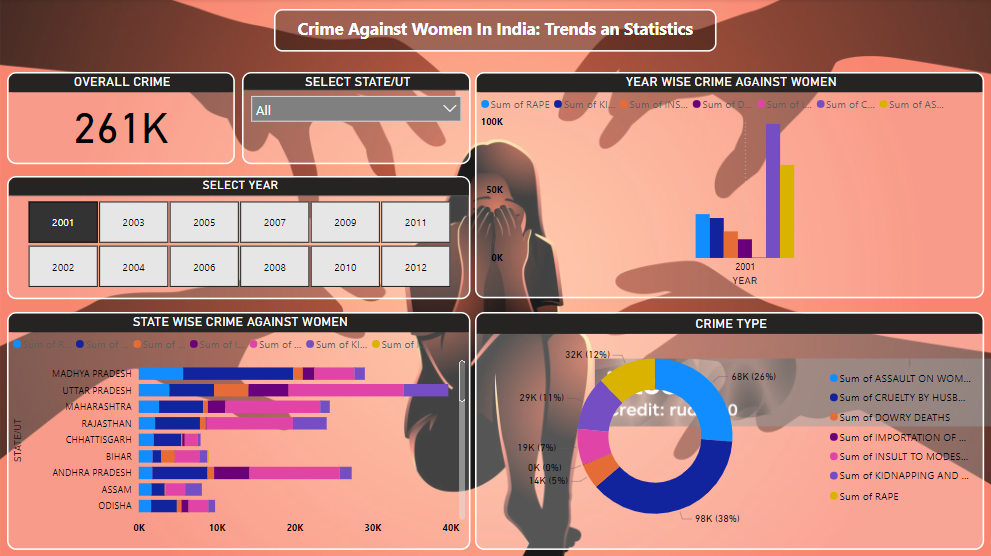 Crime Against Women In India: Trends an Statistics
OVERALL CRIME
261K
SELECT STATE/UT
All
SELECT YEAR
2001
2003
2005
2007
2009
2011
2002
2004
2006
2008
2010
2012
YEAR WISE CRIME AGAINST WOMEN
Sum of RAPE
Sum of KI...
Sum of INS...
Sum of D...
Sum of I...
Sum of C...
Sum of AS...
100K
50K
0K
2001
YEAR
STATE WISE CRIME AGAINST WOMEN
Sum of ...
Sum of ...
Sum of ...
Sum of I...
Sum of ...
Sum of KI...
Sum of
STATE/UT
MADHYA PRADESH
UTTAR PRADESH
MAHARASHTRA
RAJASTHAN
CHHATTISGARH
BIHAR
ANDHRA PRADESH
ASSAM
ODISHA
0K
10K
20K
30K
40K
CRIME TYPE
32K (12%)
68K (26%)
29K (11%)
19K (7%)
0K (0%)
14K (5%)
98K (38%)
Sum of ASSAULT ON WOM...
Sum of CRUELTY BY HUSB...
Sum of DOWRY DEATHS
Sum of IMPORTATION OF ...
Sum of INSULT TO MODES...
Sum of KIDNAPPING AND ...
Sum of RAPE